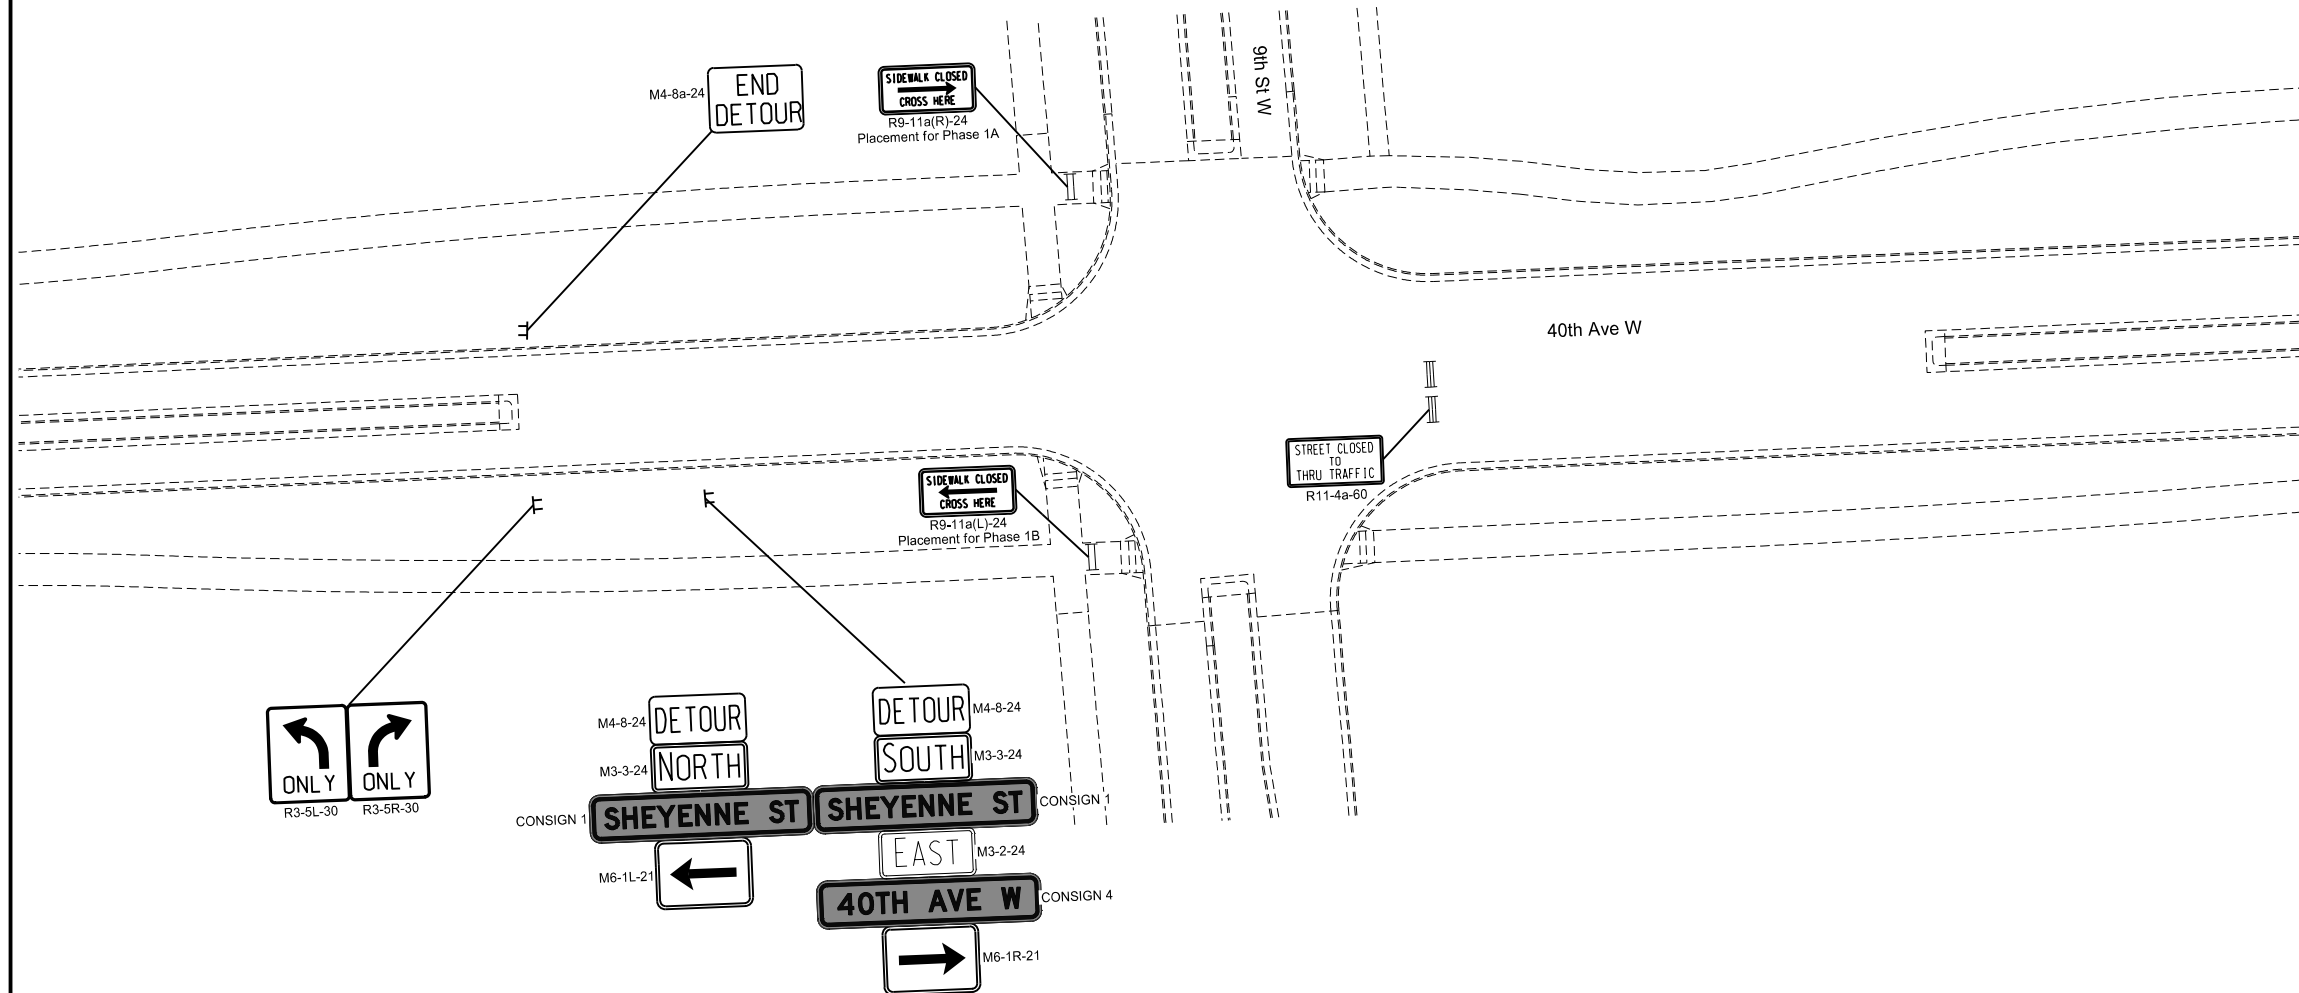 9th St W
M4-8a-24
END
DETOUR
SIDEWALK CLOSED
CROSS HERE
R9-11a(R)-24
Placement for Phase 1A
40th Ave W
STREET CLOSED
TO
THRU TRAFFIC
R11-4a-60
SIDEWALK CLOSED
CROSS HERE
R9-11a(L)-24
Placement for Phase 1B
ONLY
ONLY
R3-5L-30
R3-5R-30
M4-8-24
DETOUR
M3-3-24
NORTH
CONSIGN 1
SHEYENNE ST
M6-1L-21
DETOUR
M4-8-24
SOUTH
M3-3-24
SHEYENNE ST
CONSIGN 1
EAST
M3-2-24
40TH AVE W
CONSIGN 4
M6-1R-21